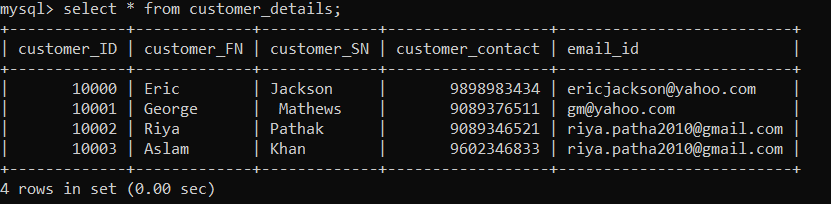 mysql> select * from customer_details;
+-------------+-------------+-------------+------------------+--------------------------+
| customer_ID | customer_FN | customer_SN | customer_contact | email_id                 |
+-------------+-------------+-------------+------------------+--------------------------+
|       10000 | Eric        | Jackson     |       9898983434 | ericjackson@yahoo.com    |
|       10001 | George      |  Mathews    |       9089376511 | gm@yahoo.com             |
|       10002 | Riya        | Pathak      |       9089346521 | riya.patha2010@gmail.com |
|       10003 | Aslam       | Khan        |       9602346833 | riya.patha2010@gmail.com |
+-------------+-------------+-------------+------------------+--------------------------+
4 rows in set (0.00 sec)